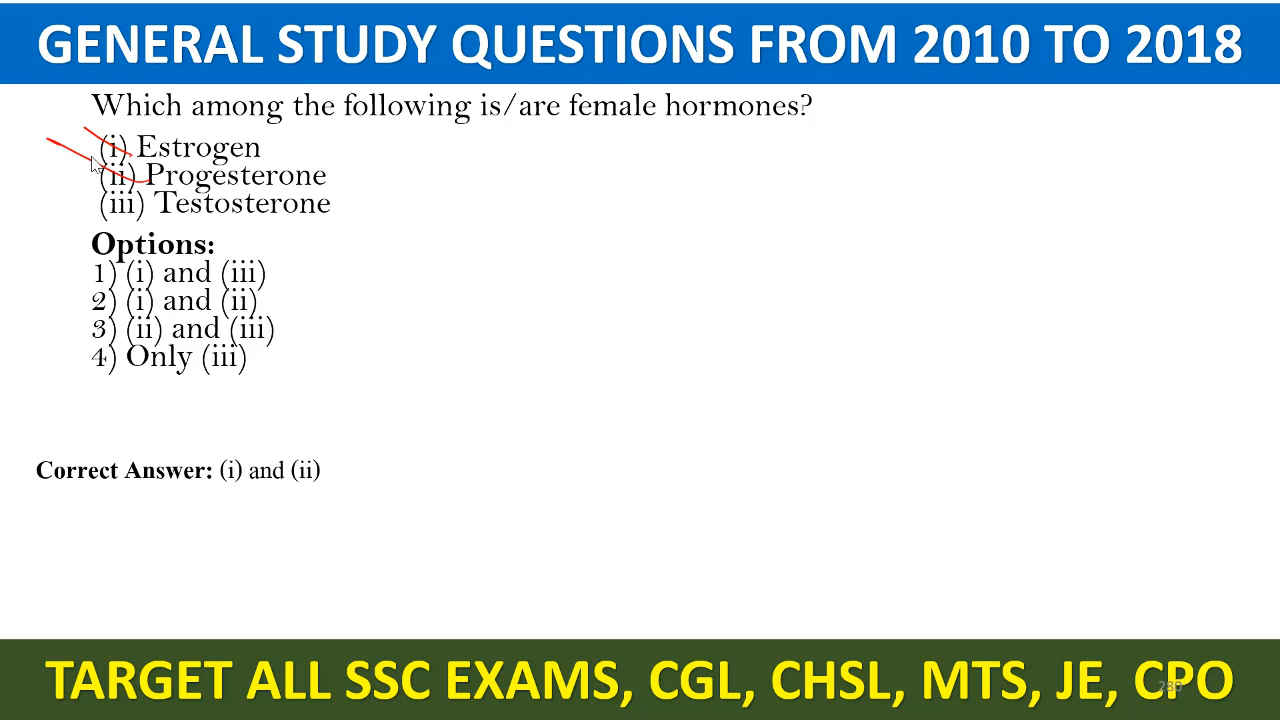 GENERAL STUDY QUESTIONS FROM 2010 TO 2018
Which among the following is/are female hormones?
(i) Estrogen
(ii) Progesterone
(iii) Testosterone
Options:
1) (i) and (iii)
2) (i) and (ii)
3) (ii) and (iii)
4) Only (iii)
Correct Answer: (i) and (ii)
TARGET ALL SSC EXAMS, CGL, CHSL, MTS, JE, CPO